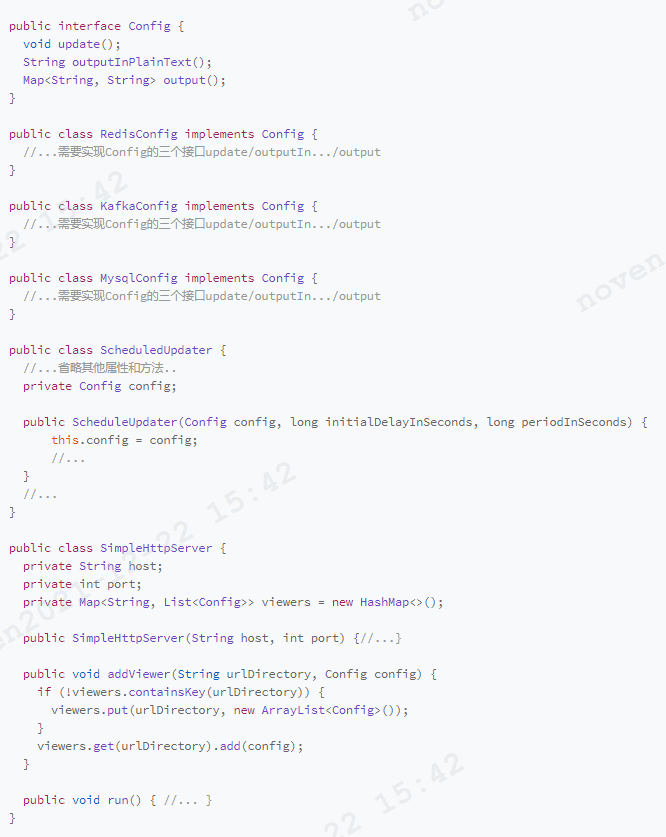 public interface Config {
  void update();
  String outputInPlainText();
  Map<String, String> output();
}

public class RedisConfig implements Config {
  //...需要实现Config的三个接口update/outputIn.../output
}

public class KafkaConfig implements Config {
  //...需要实现Config的三个接口update/outputIn.../output
}

public class MysqlConfig implements Config {
  //...需要实现Config的三个接口update/outputIn.../output
}

public class ScheduledUpdater {
  //...省略其他属性和方法..
  private Config config;

  public ScheduleUpdater(Config config, long initialDelayInSeconds, long periodInSeconds) {
      this.config = config;
      //...
  }
  //...
}

public class SimpleHttpServer {
  private String host;
  private int port;
  private Map<String, List<Config>> viewers = new HashMap<>();

  public SimpleHttpServer(String host, int port) {//...}

  public void addViewer(String urlDirectory, Config config) {
    if (!viewers.containsKey(urlDirectory)) {
      viewers.put(urlDirectory, new ArrayList<Config>());
    }
    viewers.get(urlDirectory).add(config);
  }

  public void run() { //... }
}